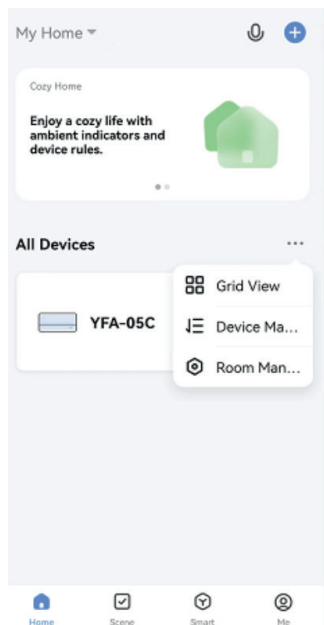 My Home
Cozy Home
Enjoy a cozy life with
ambient indicators and
device rules.
All Devices
Grid View
YFA-05C
Device Ma...
Room Man...
Home
Scene
Smart
Me